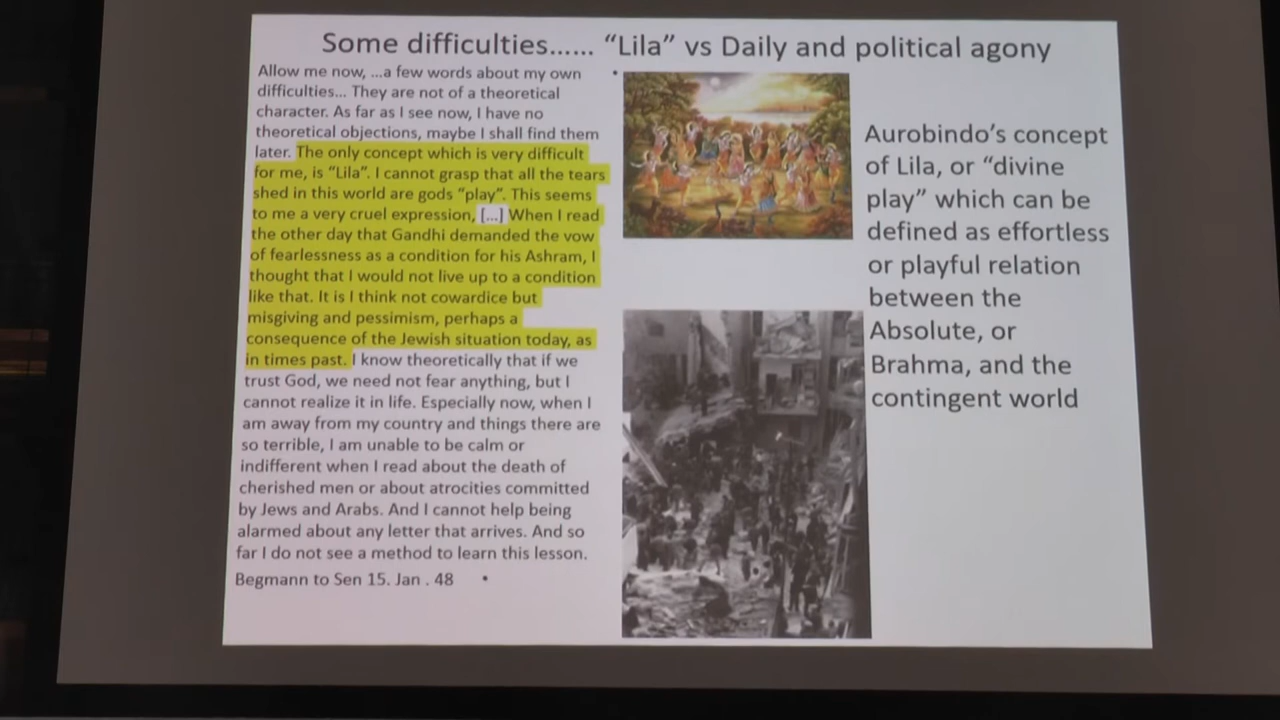 Some difficulties...... “Lila” vs Daily and political agony
Allow me now, ...a few words about my own
difficulties... They are not of a theoretical
character. As far as I see now, I have no
theoretical objections, maybe I shall find them
later. The only concept which is very difficult
for me, is “Lila”. I cannot grasp that all the tears
shed in this world are gods “play”. This seems
to me a very cruel expression, [...] When I read
the other day that Gandhi demanded the vow
of fearlessness as a condition for his Ashram, I
thought that I would not live up to a condition
like that. It is I think not cowardice but
misgiving and pessimism, perhaps a
consequence of the Jewish situation today, as
in times past. I know theoretically that if we
trust God, we need not fear anything, but I
cannot realize it in life. Especially now, when I
am away from my country and things there are
so terrible, I am unable to be calm or
indifferent when I read about the death of
cherished men or about atrocities committed
by Jews and Arabs. And I cannot help being
alarmed about any letter that arrives. And so
far I do not see a method to learn this lesson.
Begmann to Sen 15. Jan . 48
Aurobindo’s concept
of Lila, or “divine
play” which can be
defined as effortless
or playful relation
between the
Absolute, or
Brahma, and the
contingent world